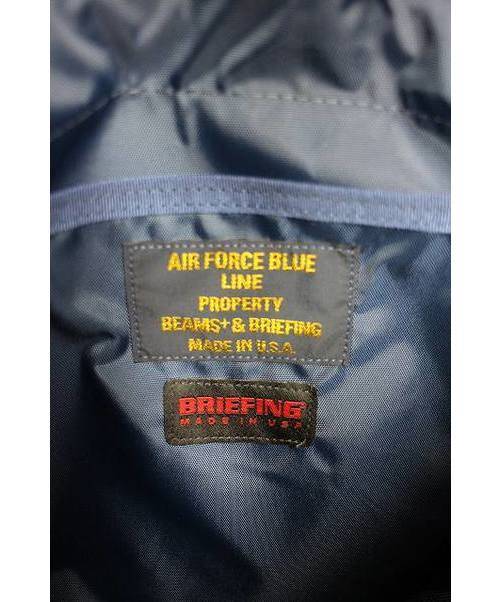 AIR FORCE BLUE
LINE
PROPERTY
BEAMS+ & BRIEFING
MADE IN U.S.A.
BRIEFING
MADE IN USA